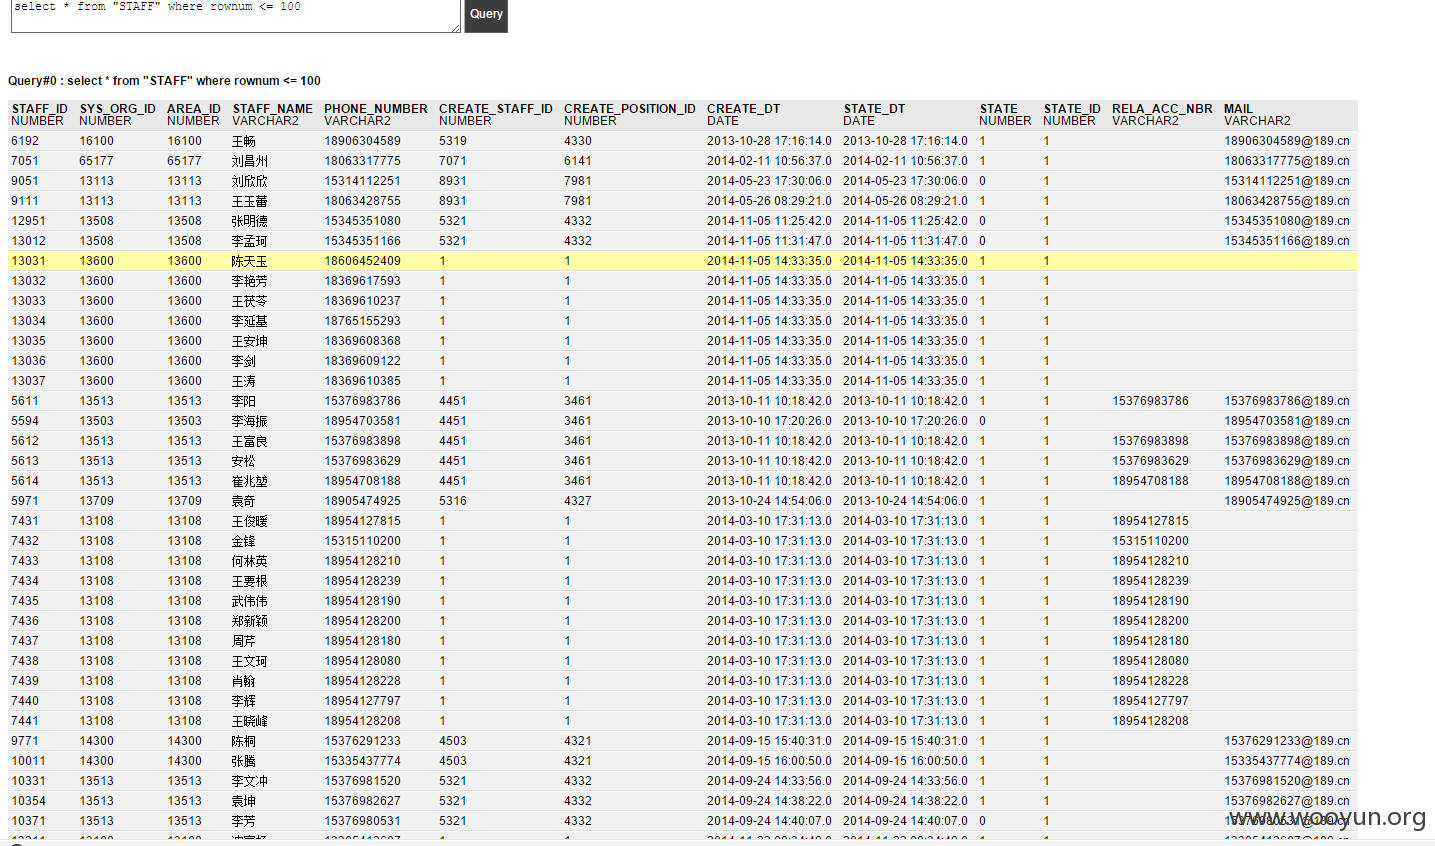 select * from "STAFF" where rownum <= 100
Query
Query#0 : select * from "STAFF" where rownum <= 100
STAFF_ID SYS_ORG_ID AREA_ID STAFF_NAME PHONE_NUMBER CREATE_STAFF_ID CREATE_POSITION_ID CREATE_DT STATE_DT STATE STATE_ID RELA_ACC_NBR MAIL
NUMBER NUMBER NUMBER VARCHAR2 VARCHAR2 NUMBER NUMBER DATE DATE NUMBER NUMBER VARCHAR2 VARCHAR2
6192 16100 16100 王畅 18906304589 5319 4330 2013-10-28 17:16:14.0 2013-10-28 17:16:14.0 1 1 18906304589@189.cn
7051 65177 65177 刘昌州 18063317775 7071 6141 2014-02-11 10:56:37.0 2014-02-11 10:56:37.0 1 1 18063317775@189.cn
9051 13113 13113 刘欣欣 15314112251 8931 7981 2014-05-23 17:30:06.0 2014-05-23 17:30:06.0 0 1 15314112251@189.cn
9111 13113 13113 王玉蕾 18063428755 8931 7981 2014-05-26 08:29:21.0 2014-05-26 08:29:21.0 1 1 18063428755@189.cn
12951 13508 13508 张明德 15345351080 5321 4332 2014-11-05 11:25:42.0 2014-11-05 11:25:42.0 0 1 15345351080@189.cn
13012 13508 13508 李孟珂 15345351166 5321 4332 2014-11-05 11:31:47.0 2014-11-05 11:31:47.0 0 1 15345351166@189.cn
13031 13600 13600 陈天玉 18606452409 1 1 2014-11-05 14:33:35.0 2014-11-05 14:33:35.0 1 1
13032 13600 13600 李艳芳 18369617593 1 1 2014-11-05 14:33:35.0 2014-11-05 14:33:35.0 1 1
13033 13600 13600 王茯苓 18369610237 1 1 2014-11-05 14:33:35.0 2014-11-05 14:33:35.0 1 1
13034 13600 13600 李延基 18765155293 1 1 2014-11-05 14:33:35.0 2014-11-05 14:33:35.0 1 1
13035 13600 13600 王安坤 18369608368 1 1 2014-11-05 14:33:35.0 2014-11-05 14:33:35.0 1 1
13036 13600 13600 李剑 18369609122 1 1 2014-11-05 14:33:35.0 2014-11-05 14:33:35.0 1 1
13037 13600 13600 王涛 18369610385 1 1 2014-11-05 14:33:35.0 2014-11-05 14:33:35.0 1 1
5611 13513 13513 李阳 15376983786 4451 3461 2013-10-11 10:18:42.0 2013-10-11 10:18:42.0 1 1 15376983786 15376983786@189.cn
5594 13503 13503 李海振 18954703581 4451 3461 2013-10-10 17:20:26.0 2013-10-10 17:20:26.0 0 1 18954703581@189.cn
5612 13513 13513 王富良 15376983898 4451 3461 2013-10-11 10:18:42.0 2013-10-11 10:18:42.0 1 1 15376983898 15376983898@189.cn
5613 13513 13513 安松 15376983629 4451 3461 2013-10-11 10:18:42.0 2013-10-11 10:18:42.0 1 1 15376983629 15376983629@189.cn
5614 13513 13513 崔兆堃 18954708188 4451 3461 2013-10-11 10:18:42.0 2013-10-11 10:18:42.0 1 1 18954708188 18954708188@189.cn
5971 13709 13709 袁奇 18905474925 5316 4327 2013-10-24 14:54:06.0 2013-10-24 14:54:06.0 1 1 18905474925@189.cn
7431 13108 13108 王俊暖 18954127815 1 1 2014-03-10 17:31:13.0 2014-03-10 17:31:13.0 1 1 18954127815
7432 13108 13108 金锋 15315110200 1 1 2014-03-10 17:31:13.0 2014-03-10 17:31:13.0 1 1 15315110200
7433 13108 13108 何林英 18954128210 1 1 2014-03-10 17:31:13.0 2014-03-10 17:31:13.0 1 1 18954128210
7434 13108 13108 王要根 18954128239 1 1 2014-03-10 17:31:13.0 2014-03-10 17:31:13.0 1 1 18954128239
7435 13108 13108 武伟伟 18954128190 1 1 2014-03-10 17:31:13.0 2014-03-10 17:31:13.0 1 1 18954128190
7436 13108 13108 郑新颖 18954128200 1 1 2014-03-10 17:31:13.0 2014-03-10 17:31:13.0 1 1 18954128200
7437 13108 13108 周芹 18954128180 1 1 2014-03-10 17:31:13.0 2014-03-10 17:31:13.0 1 1 18954128180
7438 13108 13108 王文珂 18954128080 1 1 2014-03-10 17:31:13.0 2014-03-10 17:31:13.0 1 1 18954128080
7439 13108 13108 肖翰 18954128228 1 1 2014-03-10 17:31:13.0 2014-03-10 17:31:13.0 1 1 18954128228
7440 13108 13108 李辉 18954127797 1 1 2014-03-10 17:31:13.0 2014-03-10 17:31:13.0 1 1 18954127797
7441 13108 13108 王晓峰 18954128208 1 1 2014-03-10 17:31:13.0 2014-03-10 17:31:13.0 1 1 18954128208
9771 14300 14300 陈桐 15376291233 4503 4321 2014-09-15 15:40:31.0 2014-09-15 15:40:31.0 1 1 15376291233@189.cn
10011 14300 14300 张腾 15335437774 4503 4321 2014-09-15 16:00:50.0 2014-09-15 16:00:50.0 1 1 15335437774@189.cn
10331 13513 13513 李文冲 15376981520 5321 4332 2014-09-24 14:33:56.0 2014-09-24 14:33:56.0 1 1 15376981520@189.cn
10354 13513 13513 袁坤 15376982627 5321 4332 2014-09-24 14:38:22.0 2014-09-24 14:38:22.0 1 1 15376982627@189.cn
10371 13513 13513 李芳 15376980531 5321 4332 2014-09-24 14:40:07.0 2014-09-24 14:40:07.0 0 1 15376980531@189.cn
www.wooyun.org